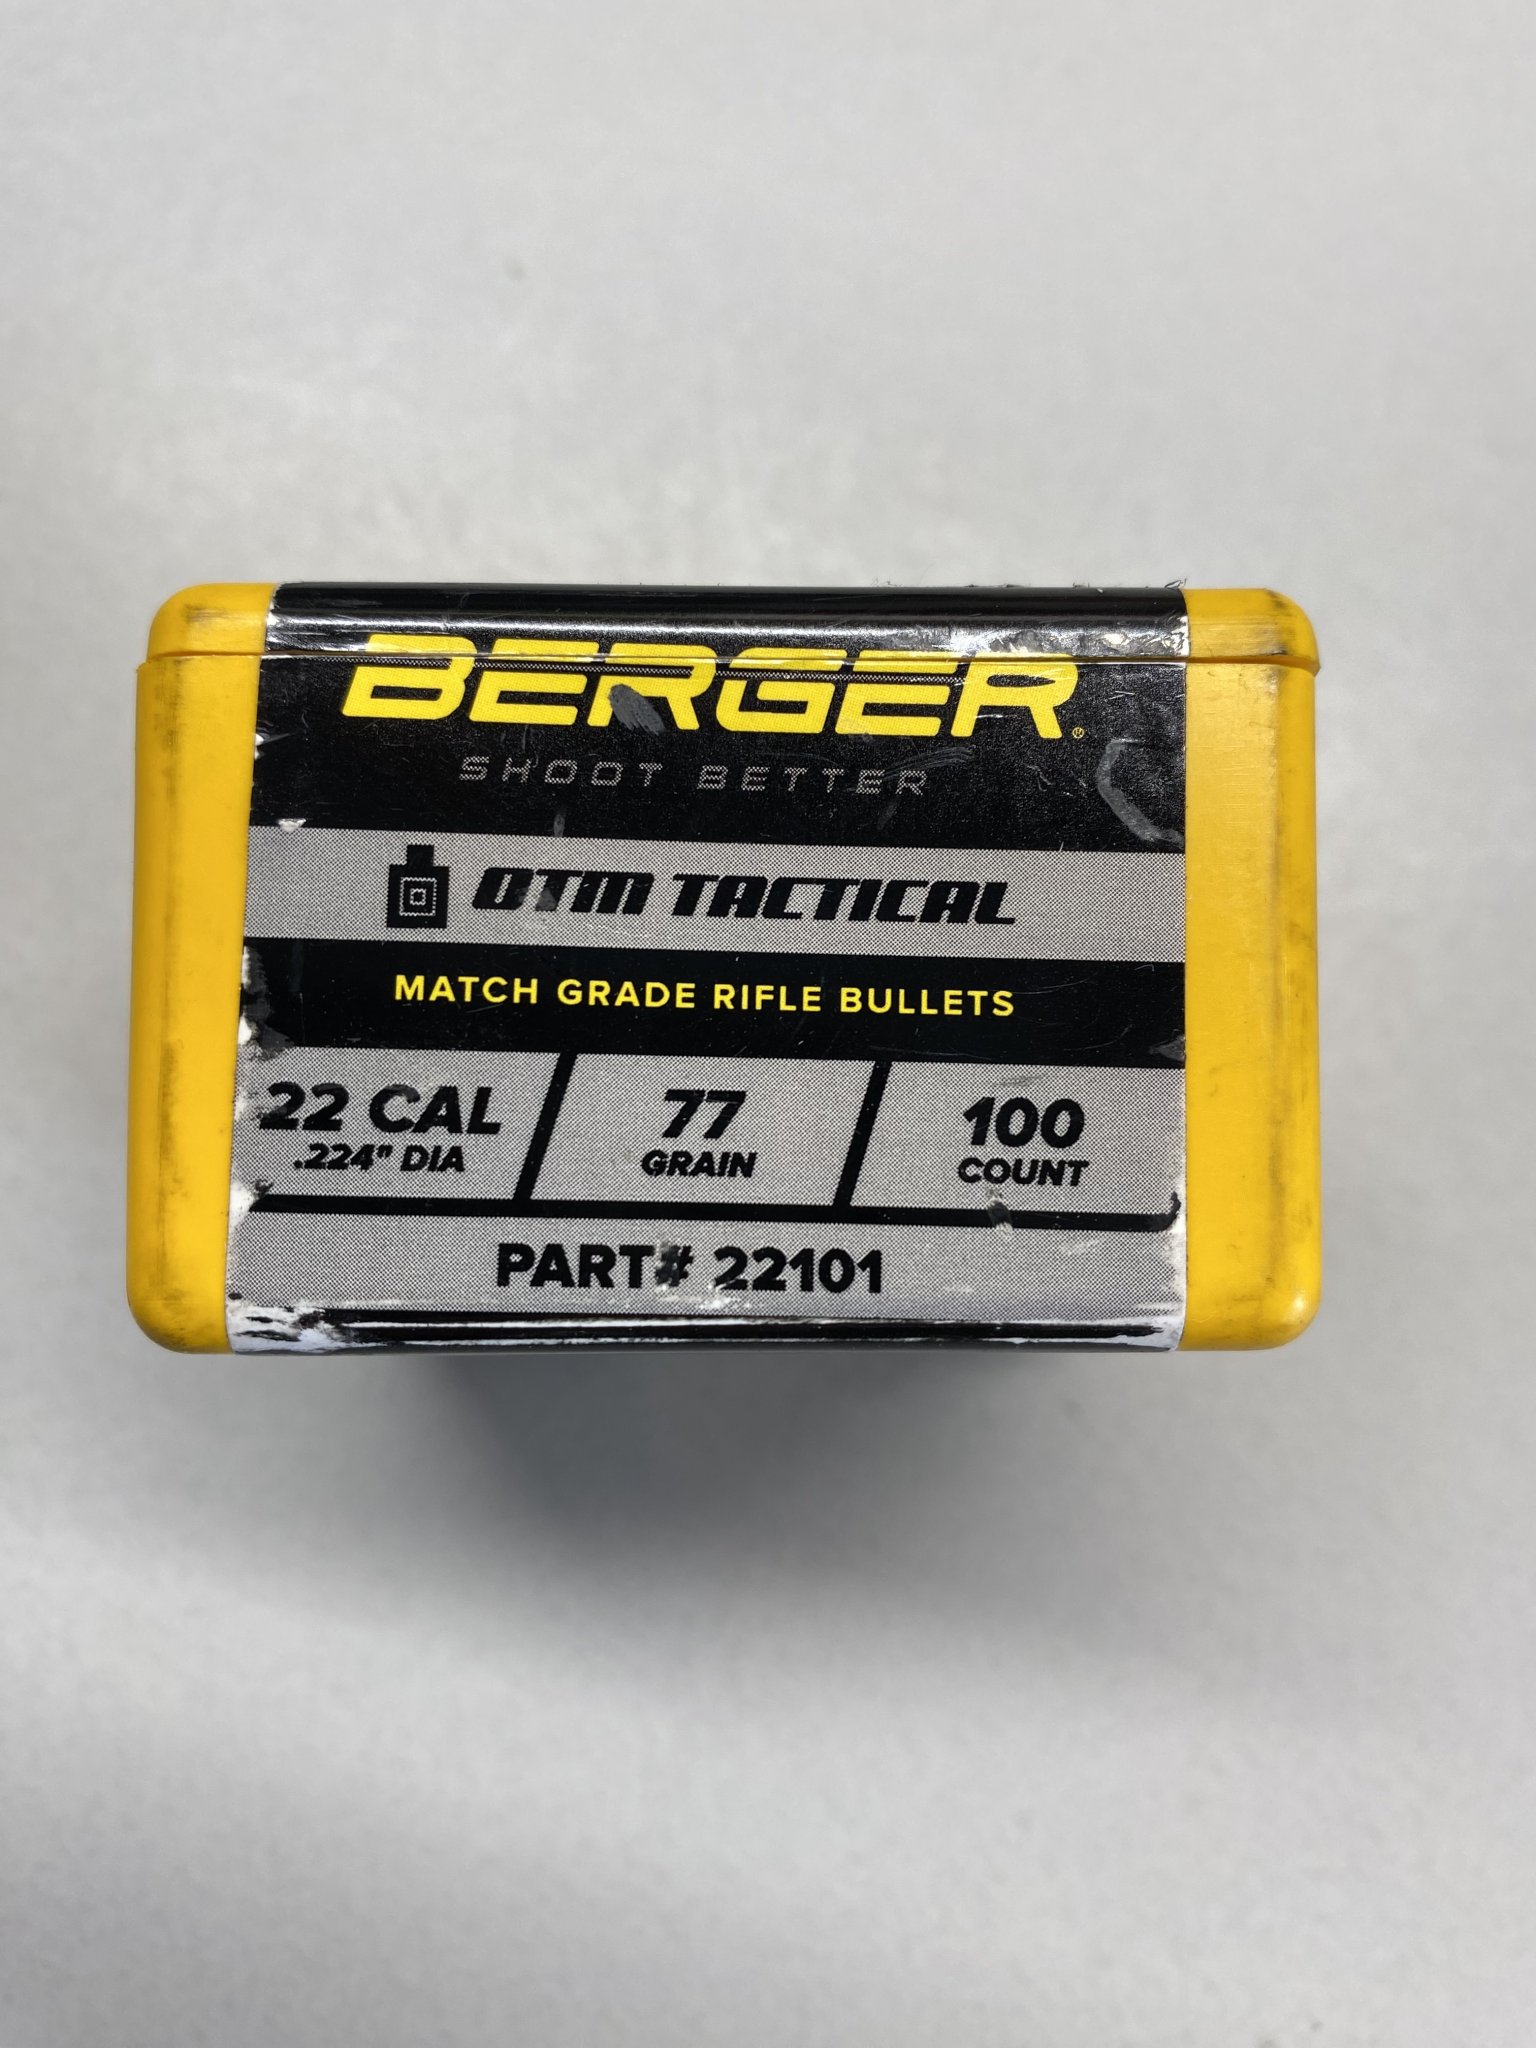 BERGER®
SHOOT BETTER
OTM TACTICAL
MATCH GRADE RIFLE BULLETS
22 CAL
.224" DIA
77
GRAIN
100
COUNT
PART# 22101